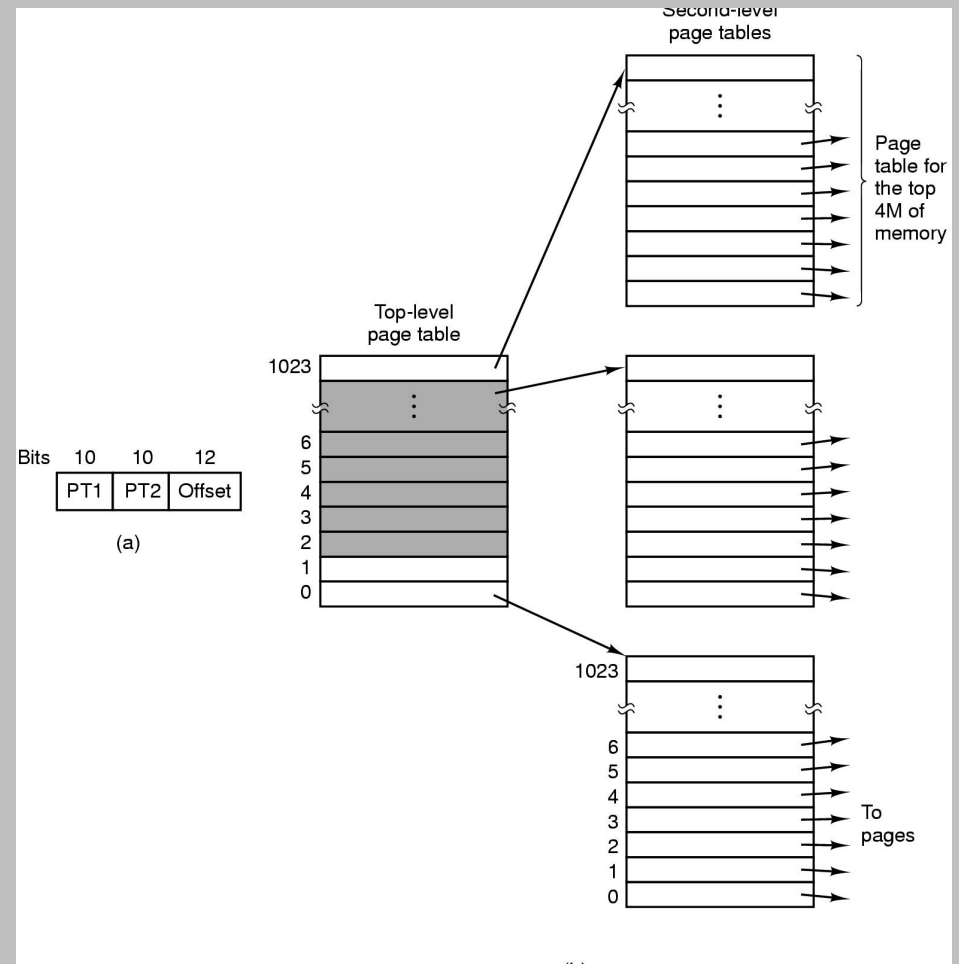 Second-level
page tables
Page
table for
the top
4M of
memory
Top-level
page table
1023
6
5
4
3
2
1
0
Bits 10 10 12
PT1 PT2 Offset
(a)
1023
6
5
4
3
2
1
0
To
pages